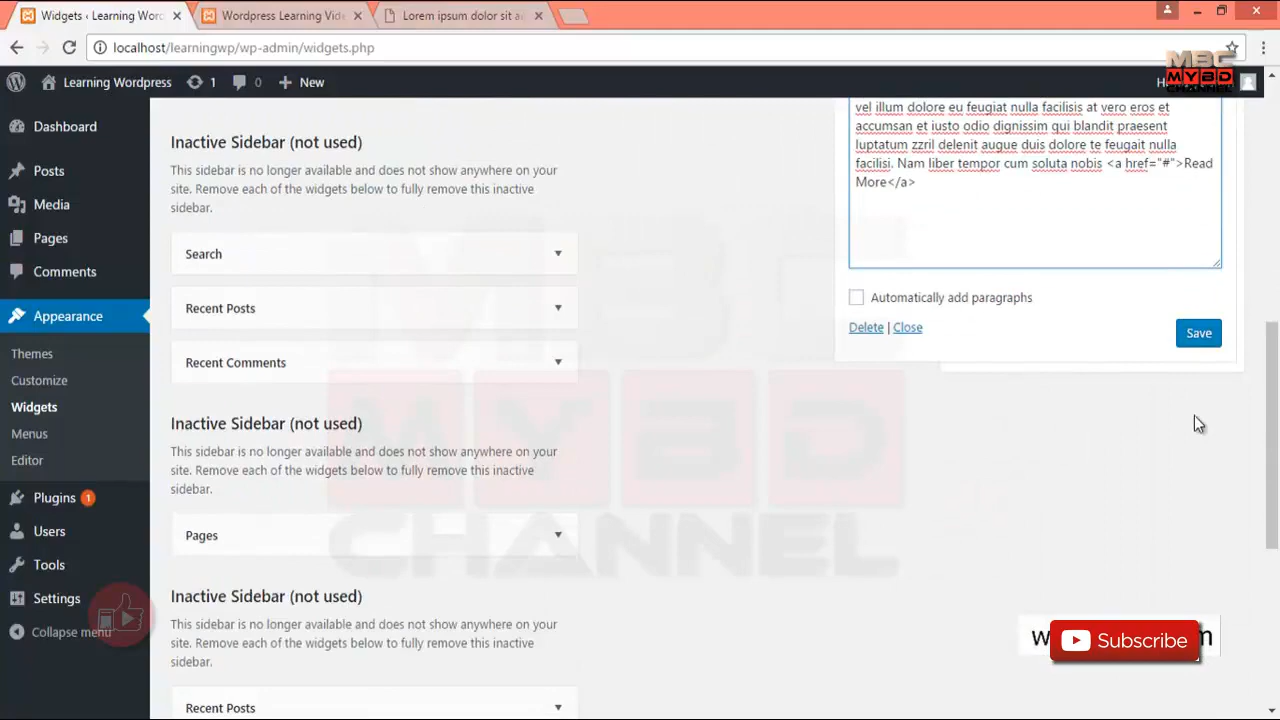 Widgets ‹ Learning Wor
Wordpress Learning Vide
Lorem ipsum dolor sit a
localhost/learningwp/wp-admin/widgets.php
MBC
MYBD
CHANNEL
Learning Wordpress
1
0
New
Dashboard
Posts
Media
Pages
Comments
Appearance
Themes
Customize
Widgets
Menus
Editor
Plugins 1
Users
Tools
Settings
Collapse menu
Inactive Sidebar (not used)
This sidebar is no longer available and does not show anywhere on your
site. Remove each of the widgets below to fully remove this inactive
sidebar.
Search
Recent Posts
Recent Comments
Inactive Sidebar (not used)
This sidebar is no longer available and does not show anywhere on your
site. Remove each of the widgets below to fully remove this inactive
sidebar.
Pages
Inactive Sidebar (not used)
This sidebar is no longer available and does not show anywhere on your
site. Remove each of the widgets below to fully remove this inactive
sidebar.
Recent Posts
vel illum dolore eu feugiat nulla facilisis at vero eros et
accumsan et iusto odio dignissim qui blandit praesent
luptatum zzril delenit augue duis dolore te feugait nulla
facilisi. Nam liber tempor cum soluta nobis <a href="#">Read
More</a>
Automatically add paragraphs
Delete | Close
Save
MBC
MYBD
CHANNEL
Subscribe